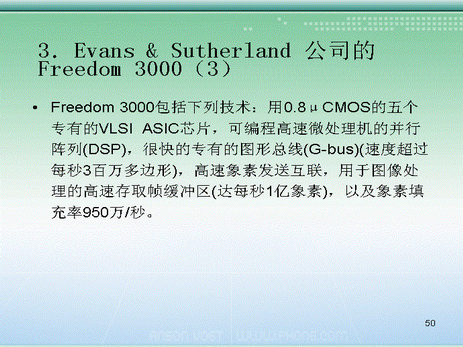 3. Evans & Sutherland 公司的
Freedom 3000（3）
• Freedom 3000包括下列技术：用0.8μCMOS的五个
专有的VLSI ASIC芯片，可编程高速微处理机的并行
阵列(DSP)，很快的专有的图形总线(G-bus)(速度超过
每秒3百万多边形)，高速象素发送互联，用于图像处
理的高速存取帧缓冲区(达每秒1亿象素)，以及象素填
充率950万/秒。
50